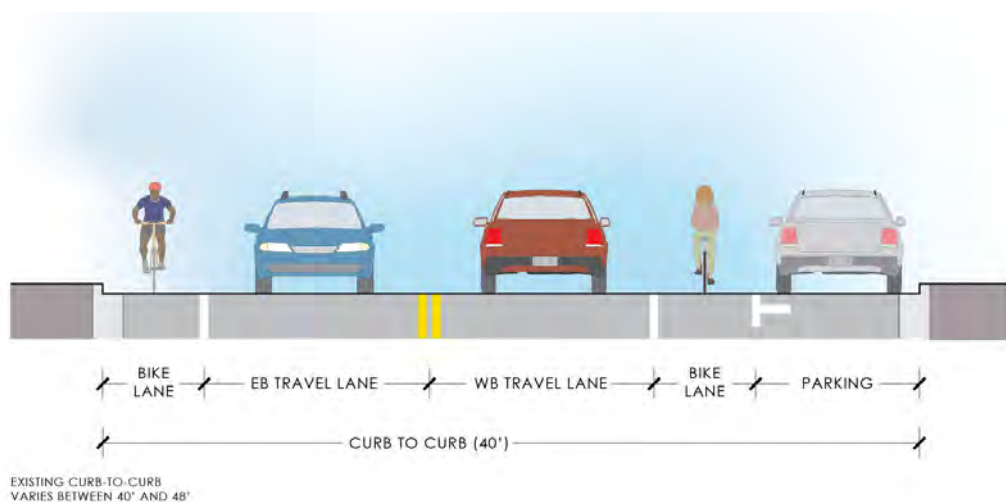 BIKE
LANE
EB TRAVEL LANE
WB TRAVEL LANE
BIKE
LANE
PARKING
CURB TO CURB (40')
EXISTING CURB-TO-CURB
VARIES BETWEEN 40' AND 48'